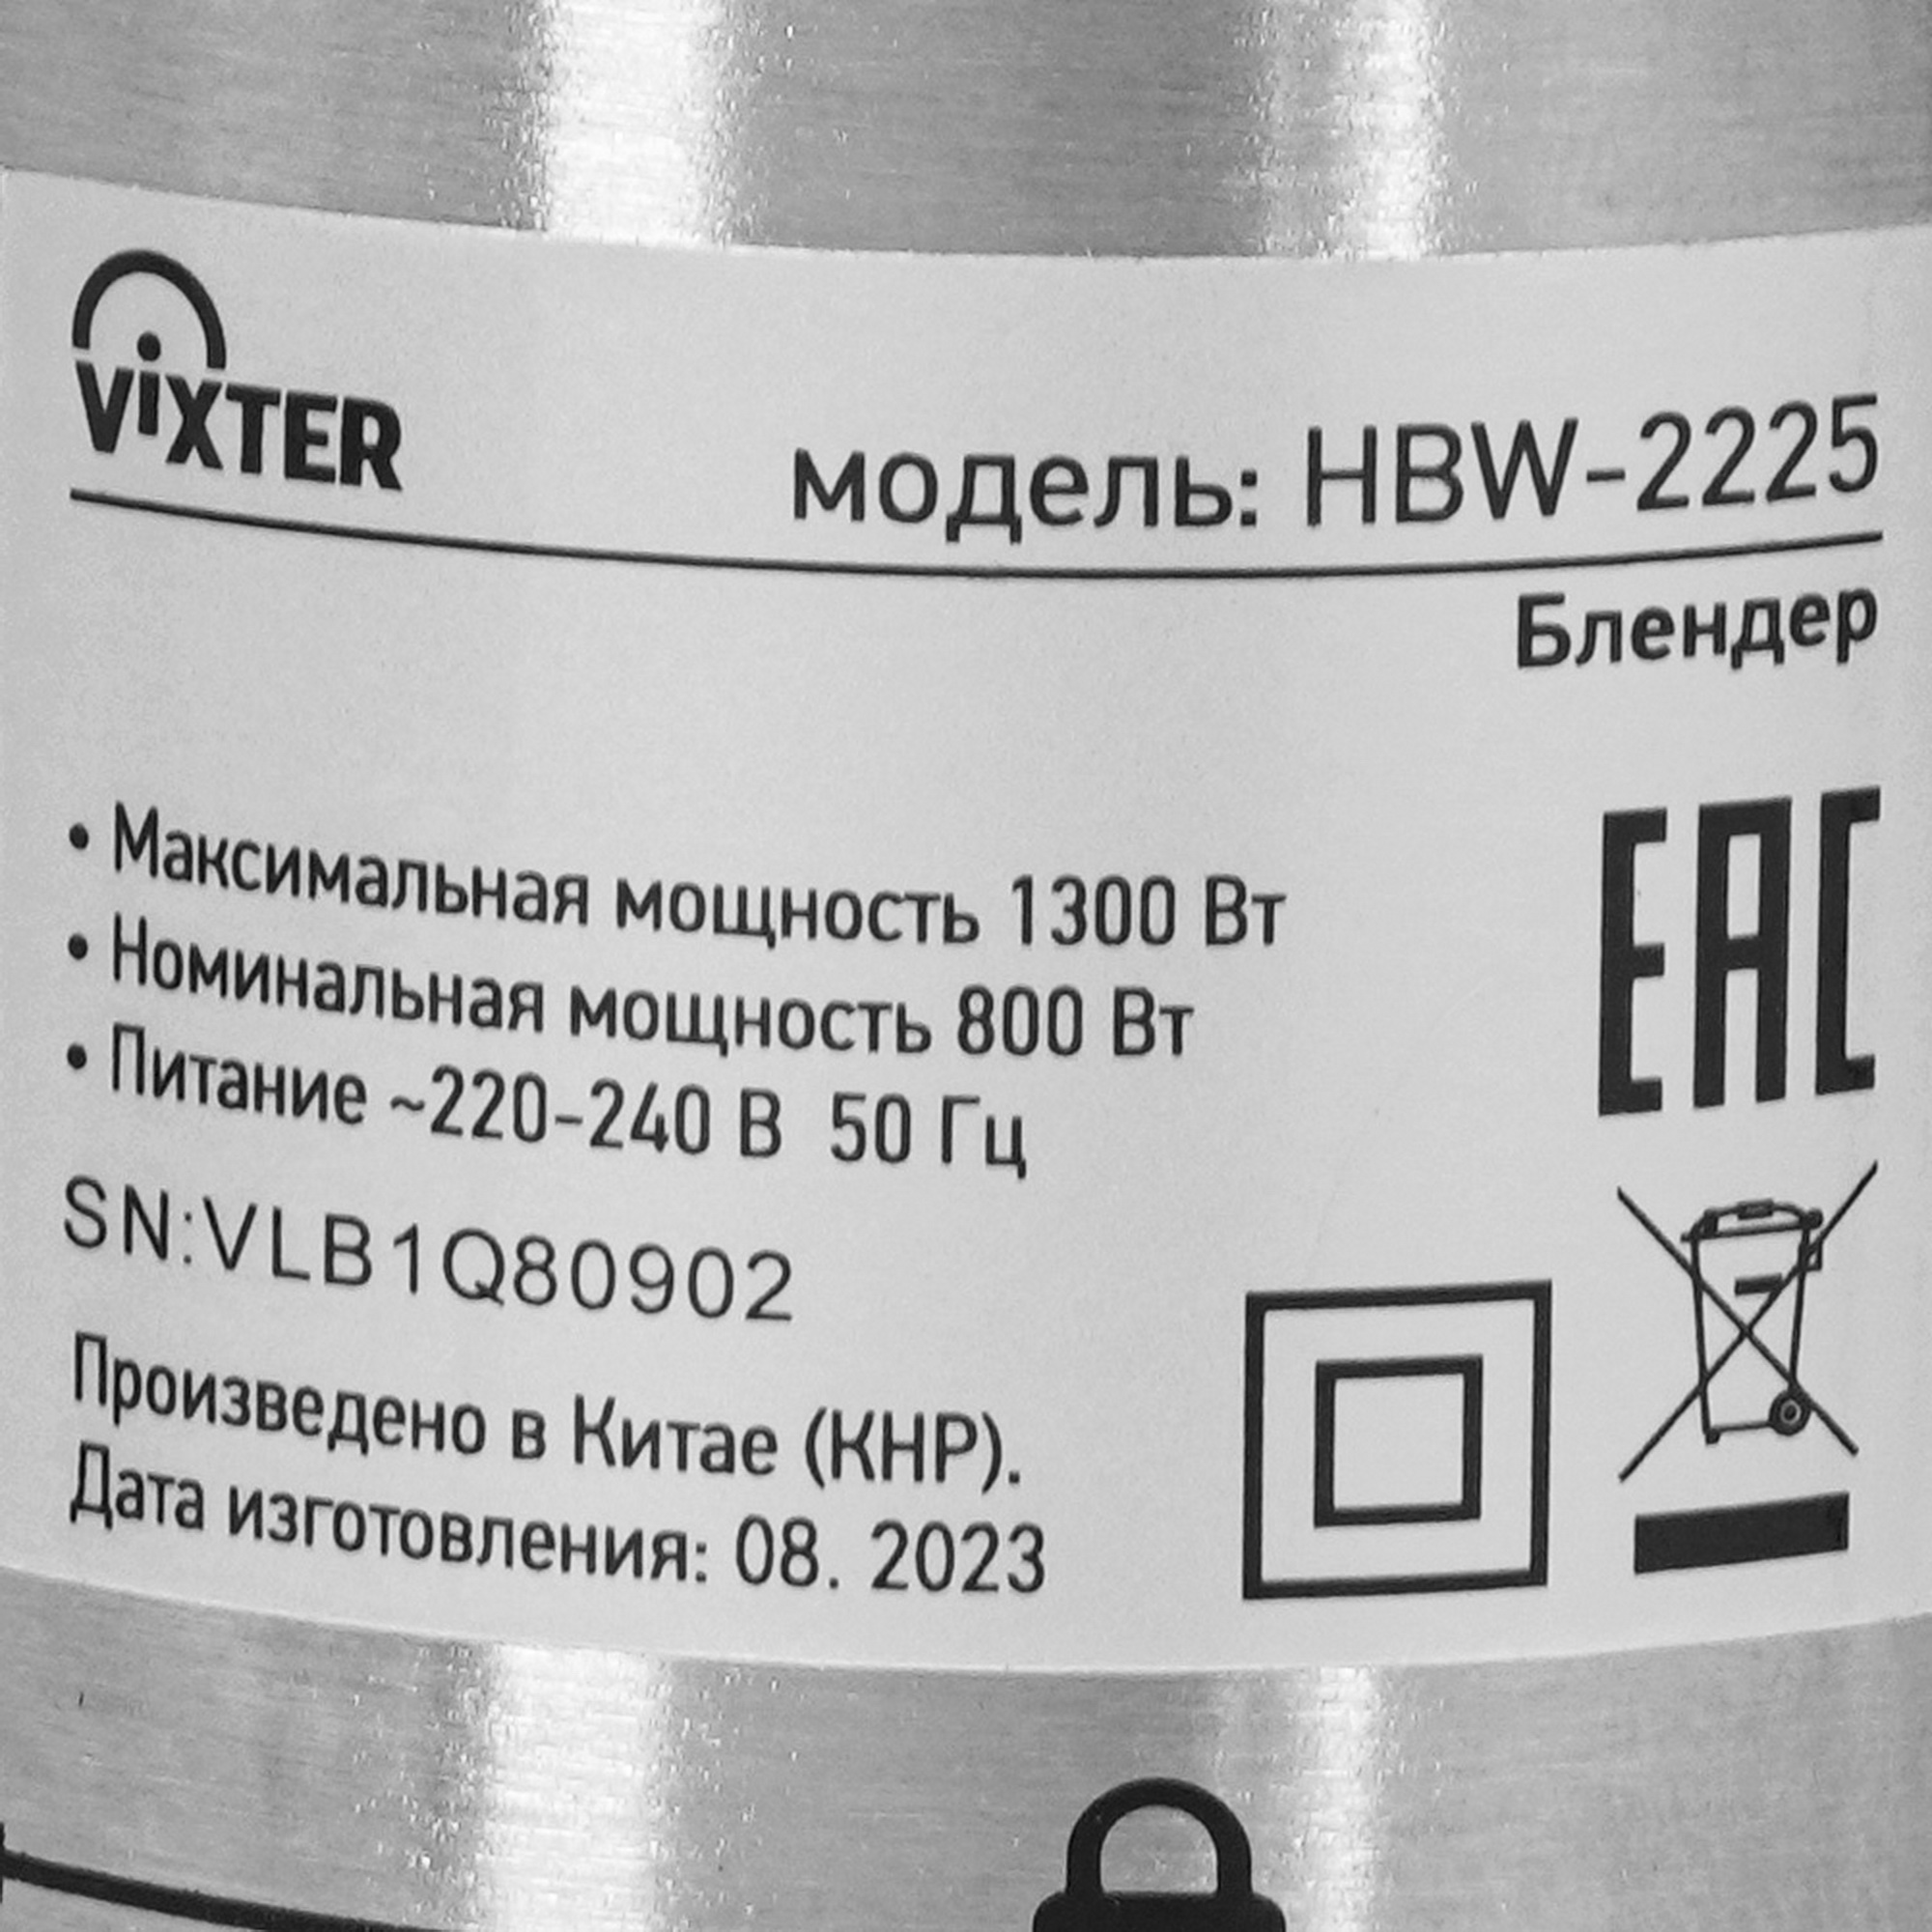 ViXTER
модель: HBW-2225
Блендер
• Максимальная мощность 1300 Вт
• Номинальная мощность 800 Вт
• Питание ~220-240 В 50 Гц
EAC
SN:VLB1Q80902
Произведено в Китае (КНР).
Дата изготовления: 08. 2023